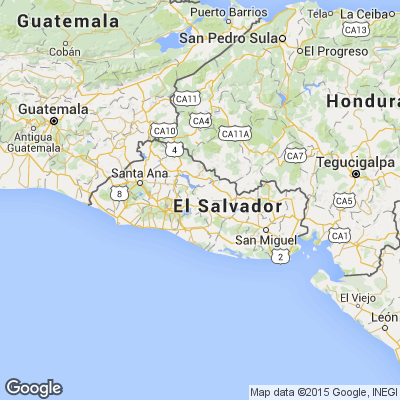 Guatemala
Puerto Barrios
Tela
La Ceiba
Cobán
San Pedro Sula
CA13
El Progreso
CA11
Hondura
Guatemala
CA4
CA10
CA11A
Antigua
Guatemala
4
CA7
Tegucigalpa
Santa Ana
8
El Salvador
CA5
San Miguel
CA1
2
El Viejo
León
Google
Map data ©2015 Google, INEGI